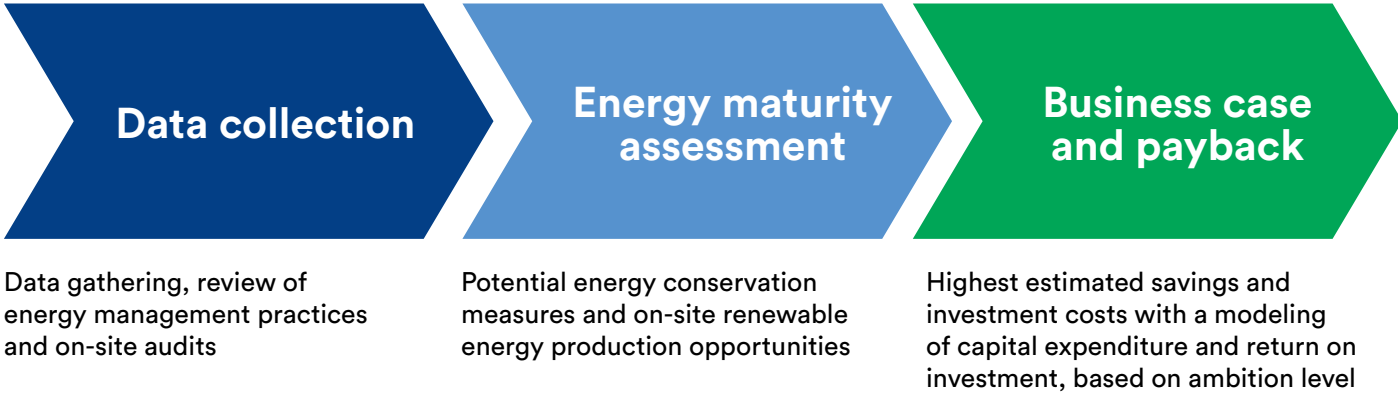 Data collection
Data gathering, review of
energy management practices
and on-site audits
Energy maturity
assessment
Potential energy conservation
measures and on-site renewable
energy production opportunities
Business case
and payback
Highest estimated savings and
investment costs with a modeling
of capital expenditure and return on
investment, based on ambition level